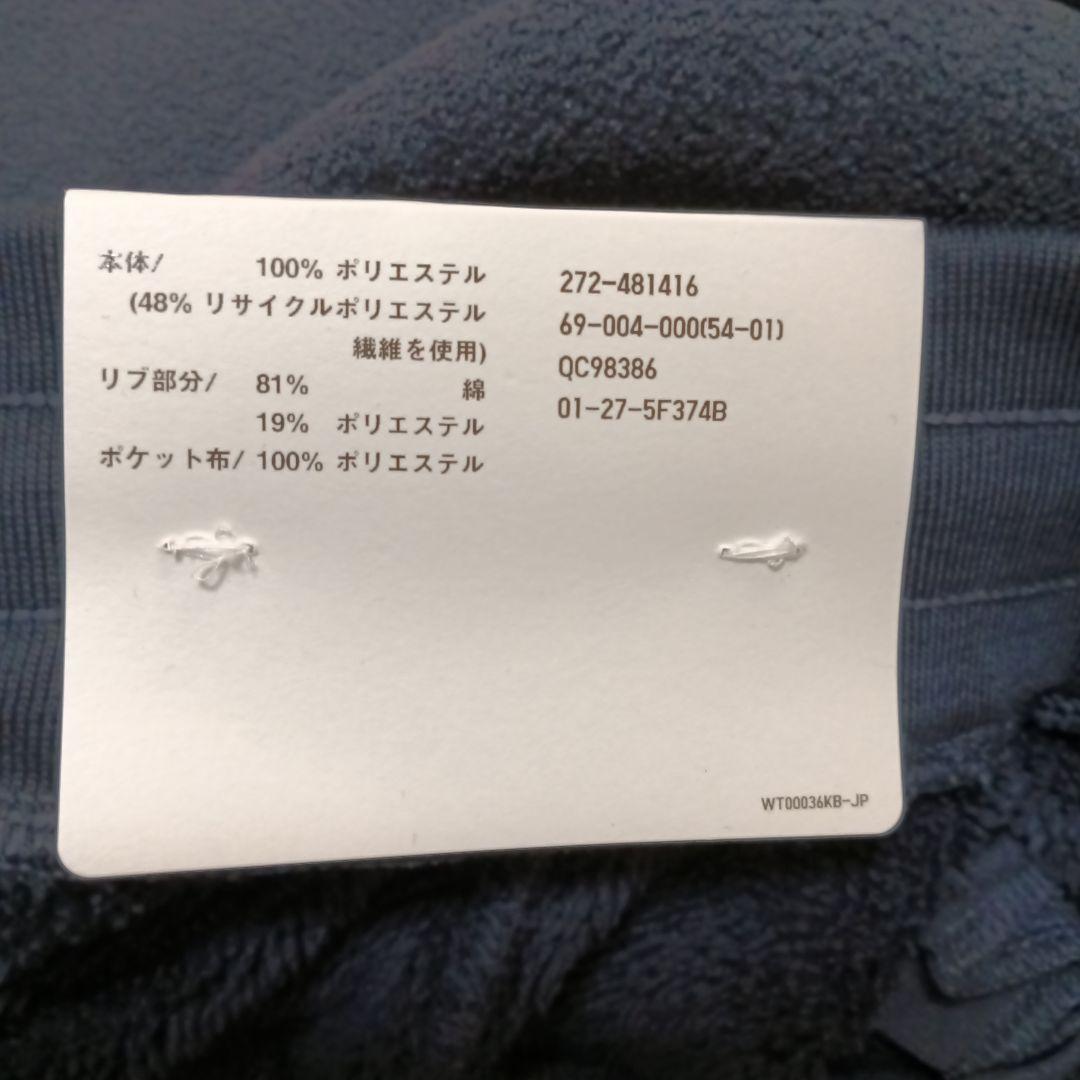 本体/ 100% ポリエステル
(48% リサイクルポリエステル
繊維を使用)
リブ部分/ 81% 綿
19% ポリエステル
ポケット布/ 100% ポリエステル
272-481416
69-004-000(54-01)
QC98386
01-27-5F374B
WT00036KB-JP